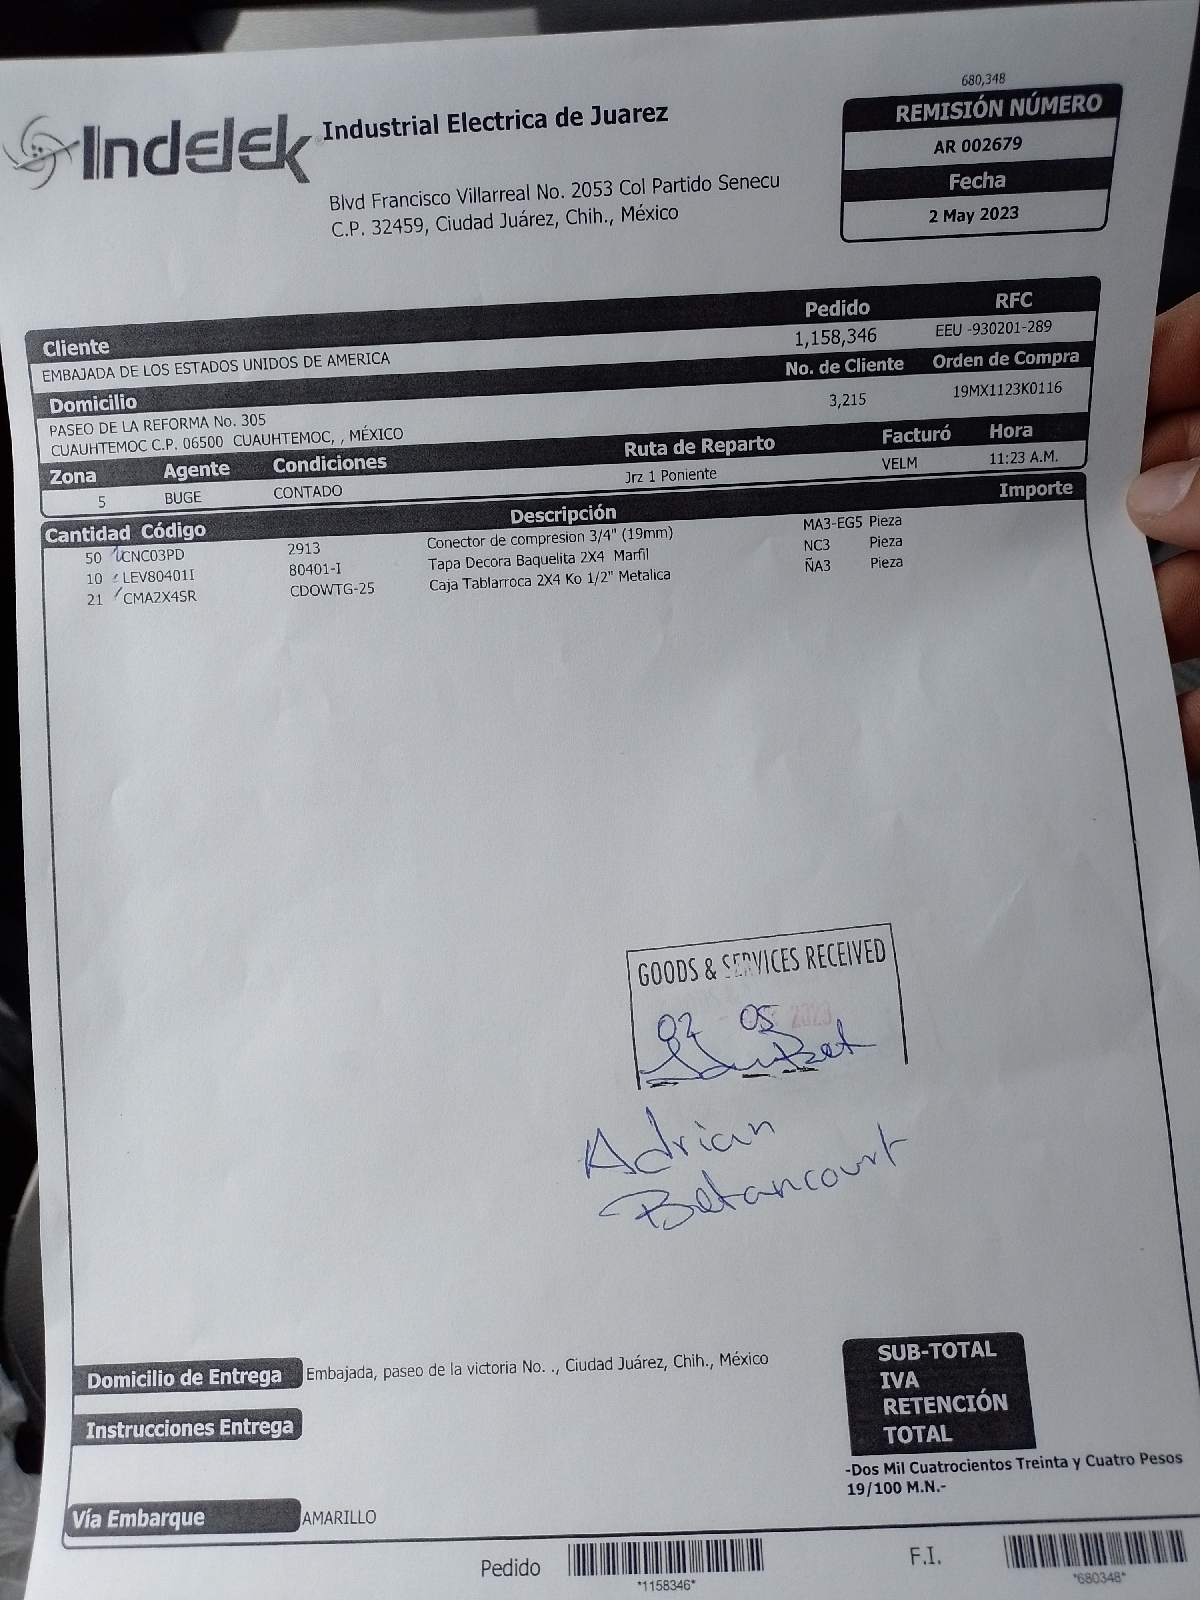 680,348
Indelek
Industrial Electrica de Juarez
Blvd Francisco Villarreal No. 2053 Col Partido Senecu
C.P. 32459, Ciudad Juárez, Chih., México
REMISIÓN NÚMERO
AR 002679
Fecha
2 May 2023
Cliente Pedido RFC
EMBAJADA DE LOS ESTADOS UNIDOS DE AMERICA 1,158,346 EEU -930201-289
Domicilio No. de Cliente Orden de Compra
PASEO DE LA REFORMA No. 305 3,215 19MX1123K0116
CUAUHTEMOC C.P. 06500 CUAUHTEMOC, , MÉXICO
Zona Agente Condiciones Ruta de Reparto Facturó Hora
5 BUGE CONTADO Jrz 1 Poniente VELM 11:23 A.M.
Cantidad Código Descripción Importe
50 CNC03PD 2913 Conector de compresion 3/4" (19mm) MA3-EG5 Pieza
10 LEV80401I 80401-I Tapa Decora Baquelita 2X4 Marfil NC3 Pieza
21 CMA2X4SR CDOWTG-25 Caja Tablarroca 2X4 Ko 1/2" Metalica ÑA3 Pieza
GOODS & SERVICES RECEIVED
02 05 2023
Adrian
Betancourt
Domicilio de Entrega Embajada, paseo de la victoria No. ., Ciudad Juárez, Chih., México
Instrucciones Entrega
SUB-TOTAL
IVA
RETENCIÓN
TOTAL
-Dos Mil Cuatrocientos Treinta y Cuatro Pesos
19/100 M.N.-
Vía Embarque AMARILLO
Pedido F.I.
*1158346* *680348*